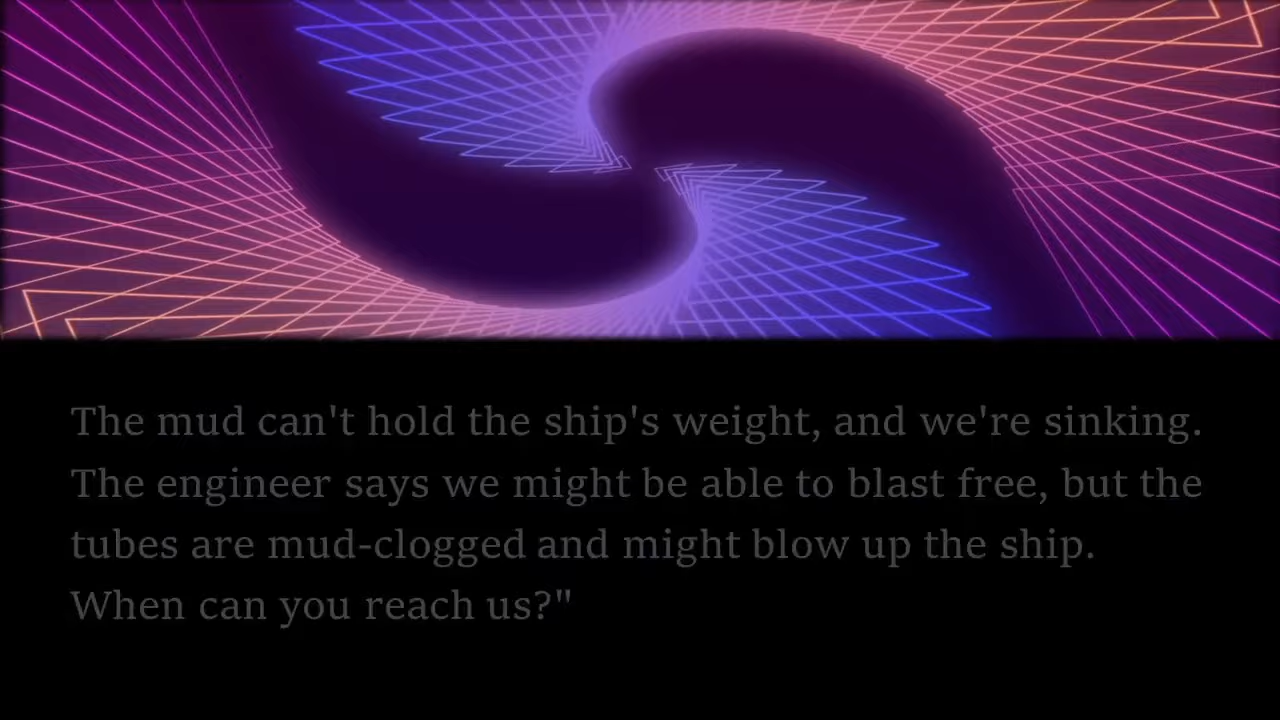 The mud can't hold the ship's weight, and we're sinking.
The engineer says we might be able to blast free, but the
tubes are mud-clogged and might blow up the ship.
When can you reach us?"